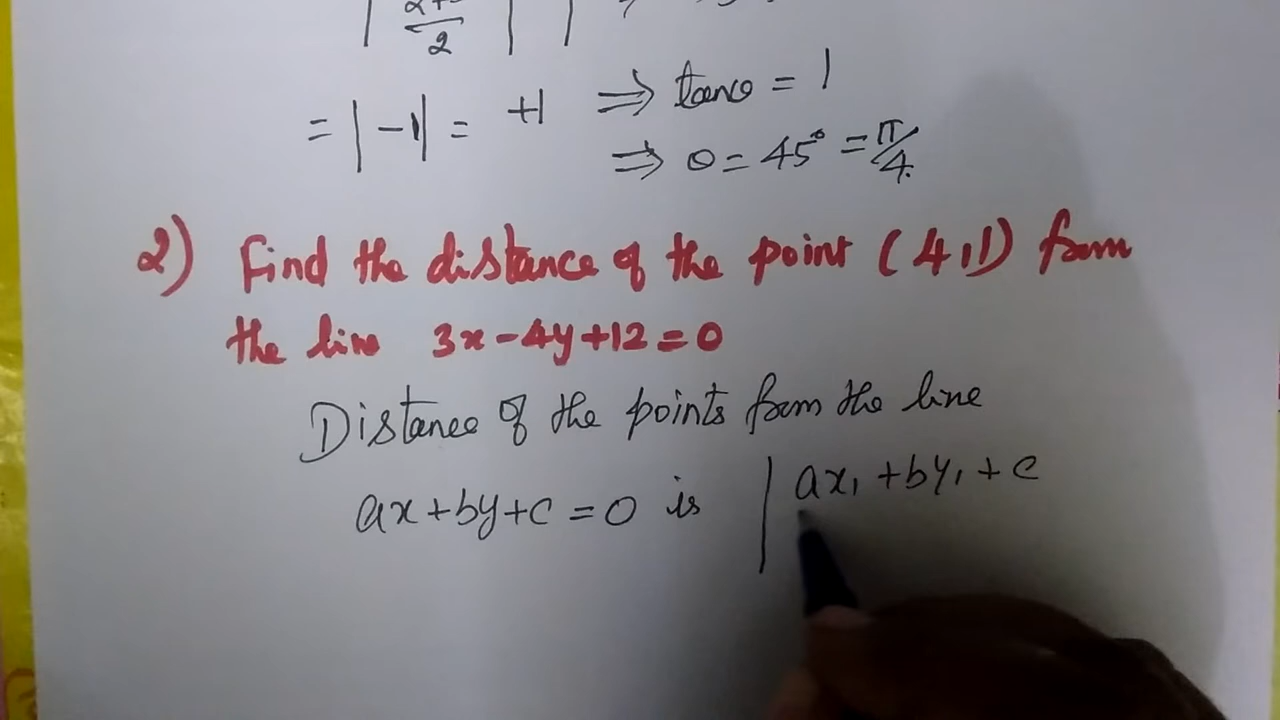 2
= |-1| = +1 ⇒ tanθ = 1
⇒ θ = 45° = π/4.
2) Find the distance of the point (4,1) from
the line 3x-4y+12=0
Distance of the points from the line
ax+by+c=0 is | ax₁+by₁+c